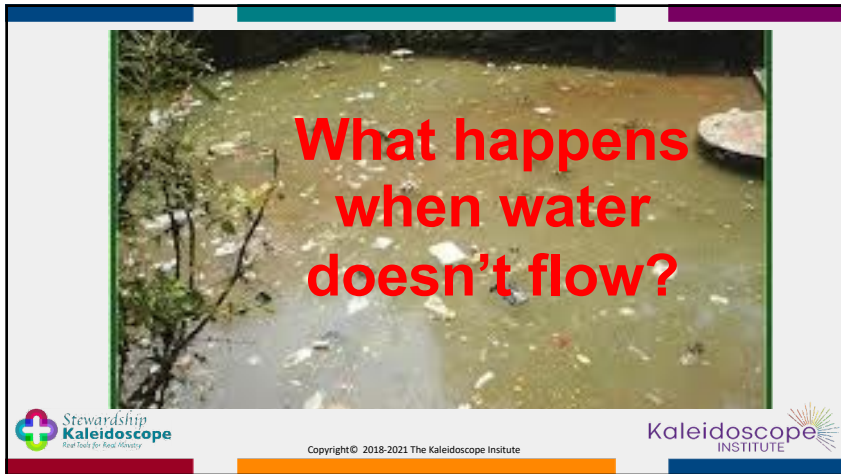 What happens
when water
doesn't flow?
Stewardship
Kaleidoscope
Real Tools for Real Ministry
Copyright© 2018-2021 The Kaleidoscope Insitute
Kaleidoscope
INSTITUTE